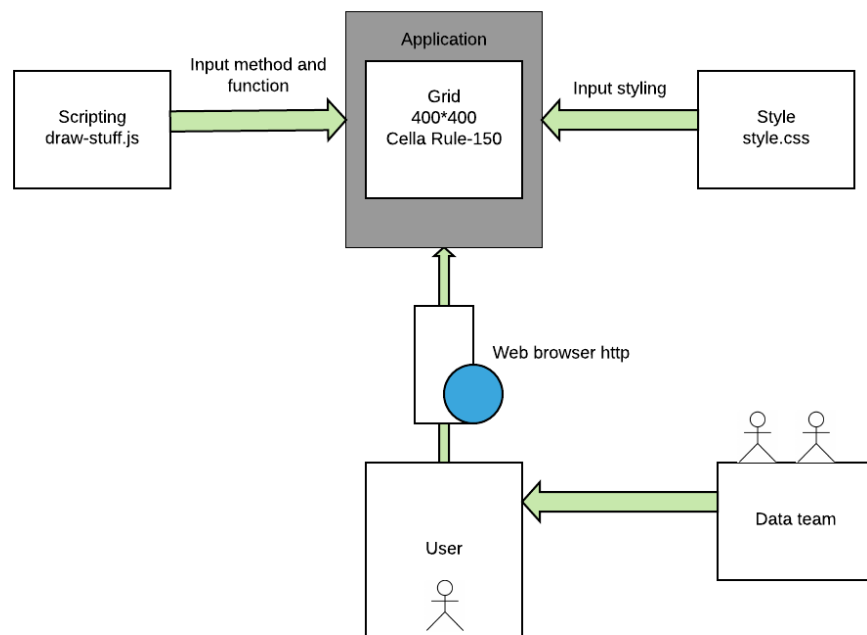 Application
Input method and
function
Input styling
Scripting
draw-stuff.js
Grid
400*400
Cella Rule-150
Style
style.css
Web browser http
User
Data team